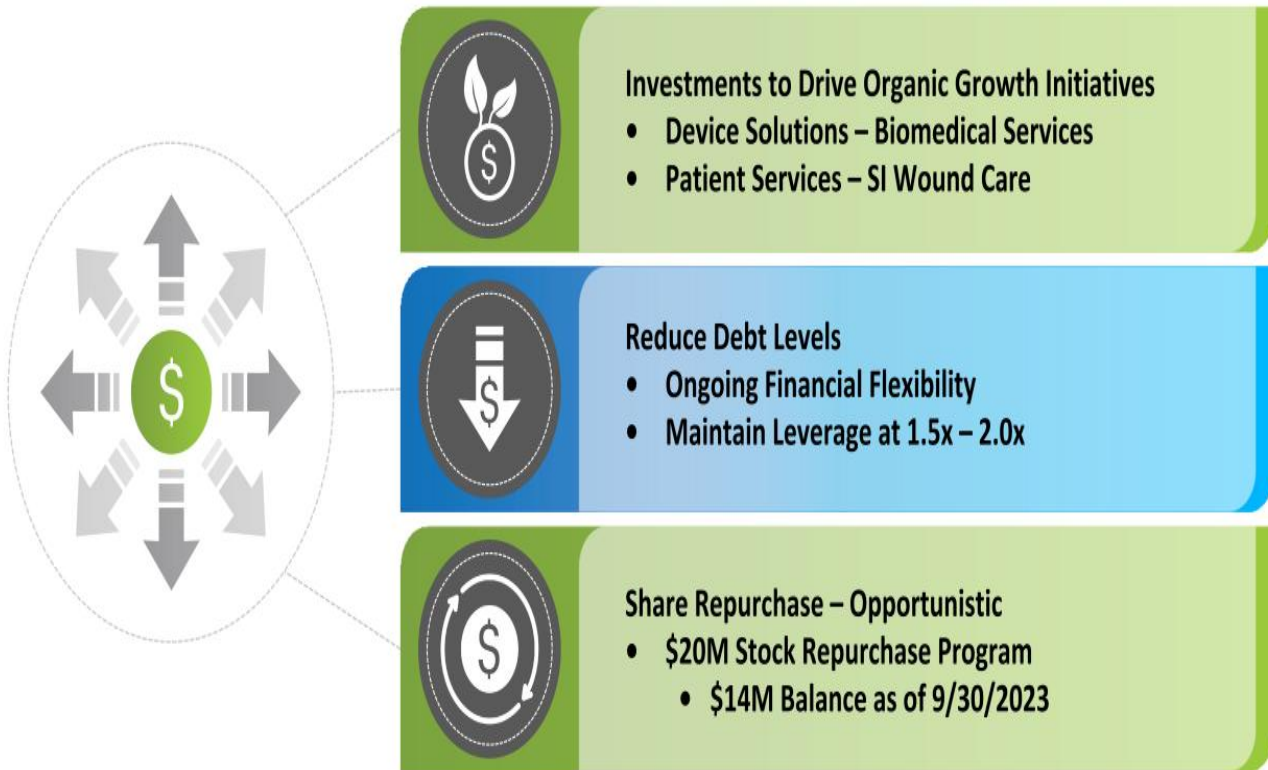 Investments to Drive Organic Growth Initiatives
• Device Solutions – Biomedical Services
• Patient Services – SI Wound Care
$
$
Reduce Debt Levels
• Ongoing Financial Flexibility
• Maintain Leverage at 1.5x – 2.0x
$
Share Repurchase – Opportunistic
• $20M Stock Repurchase Program
• $14M Balance as of 9/30/2023
$